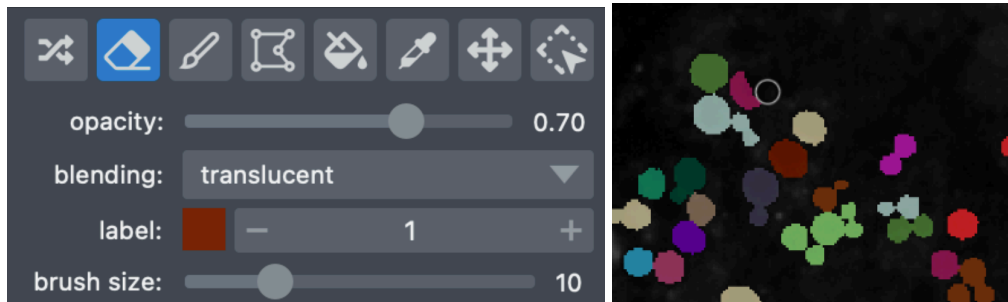 opacity: 0.70
blending: translucent
label: − 1 +
brush size: 10